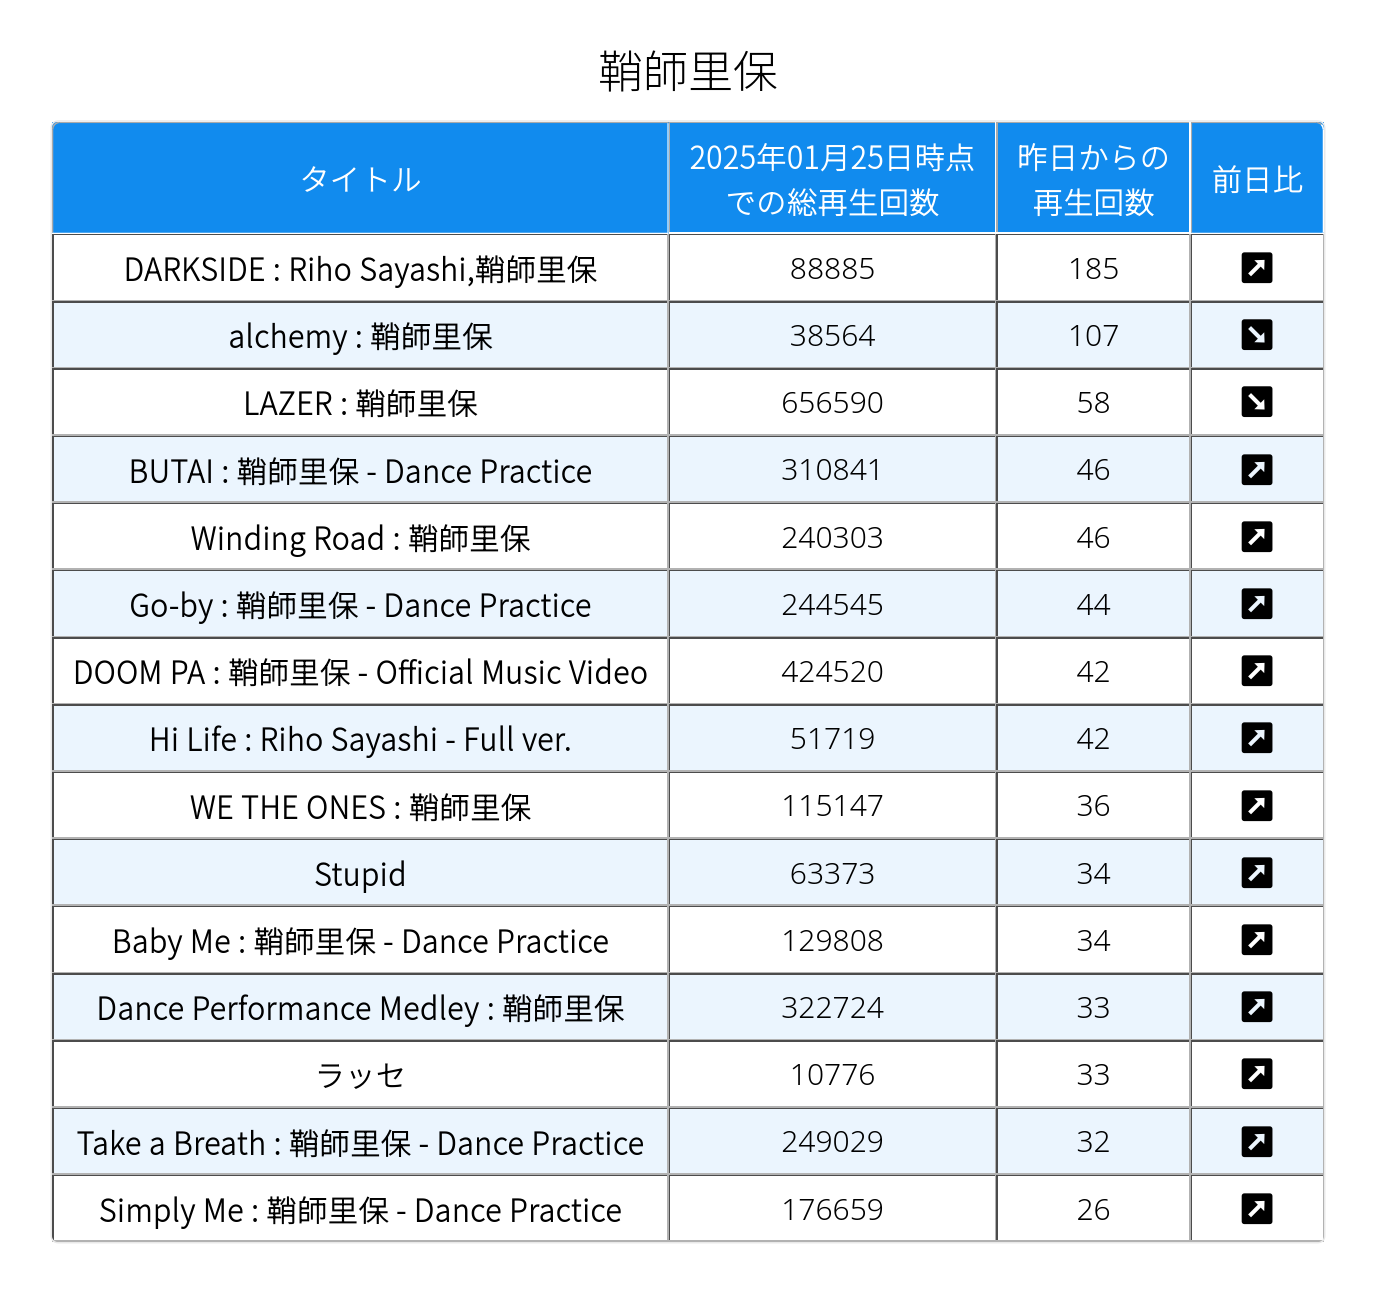 鞘師里保
タイトル
2025年01月25日時点
での総再生回数
昨日からの
再生回数
前日比
DARKSIDE : Riho Sayashi,鞘師里保 88885 185
alchemy : 鞘師里保 38564 107
LAZER : 鞘師里保 656590 58
BUTAI : 鞘師里保 - Dance Practice 310841 46
Winding Road : 鞘師里保 240303 46
Go-by : 鞘師里保 - Dance Practice 244545 44
DOOM PA : 鞘師里保 - Official Music Video 424520 42
Hi Life : Riho Sayashi - Full ver. 51719 42
WE THE ONES : 鞘師里保 115147 36
Stupid 63373 34
Baby Me : 鞘師里保 - Dance Practice 129808 34
Dance Performance Medley : 鞘師里保 322724 33
ラッセ 10776 33
Take a Breath : 鞘師里保 - Dance Practice 249029 32
Simply Me : 鞘師里保 - Dance Practice 176659 26